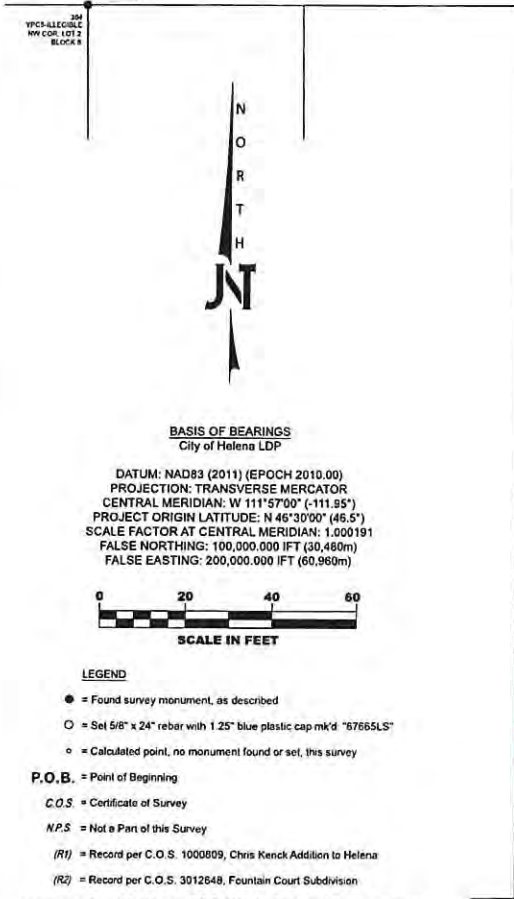 304
YPCS-ILLEGIBLE
NW COR. LOT 2
BLOCK 8
N
O
R
T
H
JNT
BASIS OF BEARINGS
City of Helena LDP
DATUM: NAD83 (2011) (EPOCH 2010.00)
PROJECTION: TRANSVERSE MERCATOR
CENTRAL MERIDIAN: W 111°57'00" (-111.95°)
PROJECT ORIGIN LATITUDE: N 46°30'00" (46.5°)
SCALE FACTOR AT CENTRAL MERIDIAN: 1.000191
FALSE NORTHING: 100,000.000 IFT (30,480m)
FALSE EASTING: 200,000.000 IFT (60,960m)
0 20 40 60
SCALE IN FEET
LEGEND
= Found survey monument, as described
= Set 5/8" x 24" rebar with 1.25" blue plastic cap mk'd "67665LS"
= Calculated point, no monument found or set, this survey
P.O.B. = Point of Beginning
C.O.S. = Certificate of Survey
N.P.S. = Not a Part of this Survey
(R1) = Record per C.O.S. 1000809, Chris Kenck Addition to Helena
(R2) = Record per C.O.S. 3012648, Fountain Court Subdivision